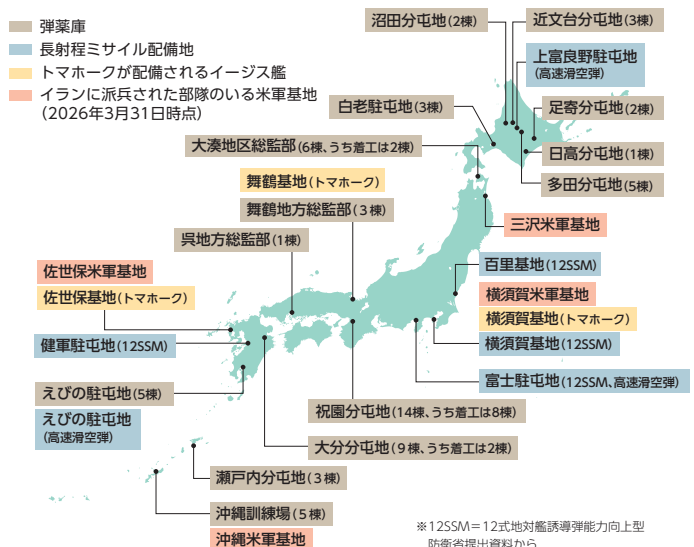 弾薬庫
長射程ミサイル配備地
トマホークが配備されるイージス艦
イランに派兵された部隊のいる米軍基地
(2026年3月31日時点)
沼田分屯地(2棟)
近文台分屯地(3棟)
上富良野駐屯地
(高速滑空弾)
白老駐屯地(3棟)
足寄分屯地(2棟)
大湊地区総監部(6棟、うち着工は2棟)
日高分屯地(1棟)
多田分屯地(5棟)
舞鶴基地(トマホーク)
舞鶴地方総監部(3棟)
三沢米軍基地
呉地方総監部(1棟)
百里基地(12SSM)
佐世保米軍基地
佐世保基地(トマホーク)
横須賀米軍基地
横須賀基地(トマホーク)
健軍駐屯地(12SSM)
横須賀基地(12SSM)
富士駐屯地(12SSM、高速滑空弾)
えびの駐屯地(5棟)
えびの駐屯地
(高速滑空弾)
祝園分屯地(14棟、うち着工は8棟)
大分分屯地(9棟、うち着工は2棟)
瀬戸内分屯地(3棟)
沖縄訓練場(5棟)
沖縄米軍基地
※12SSM=12式地対艦誘導弾能力向上型
防衛省提出資料から